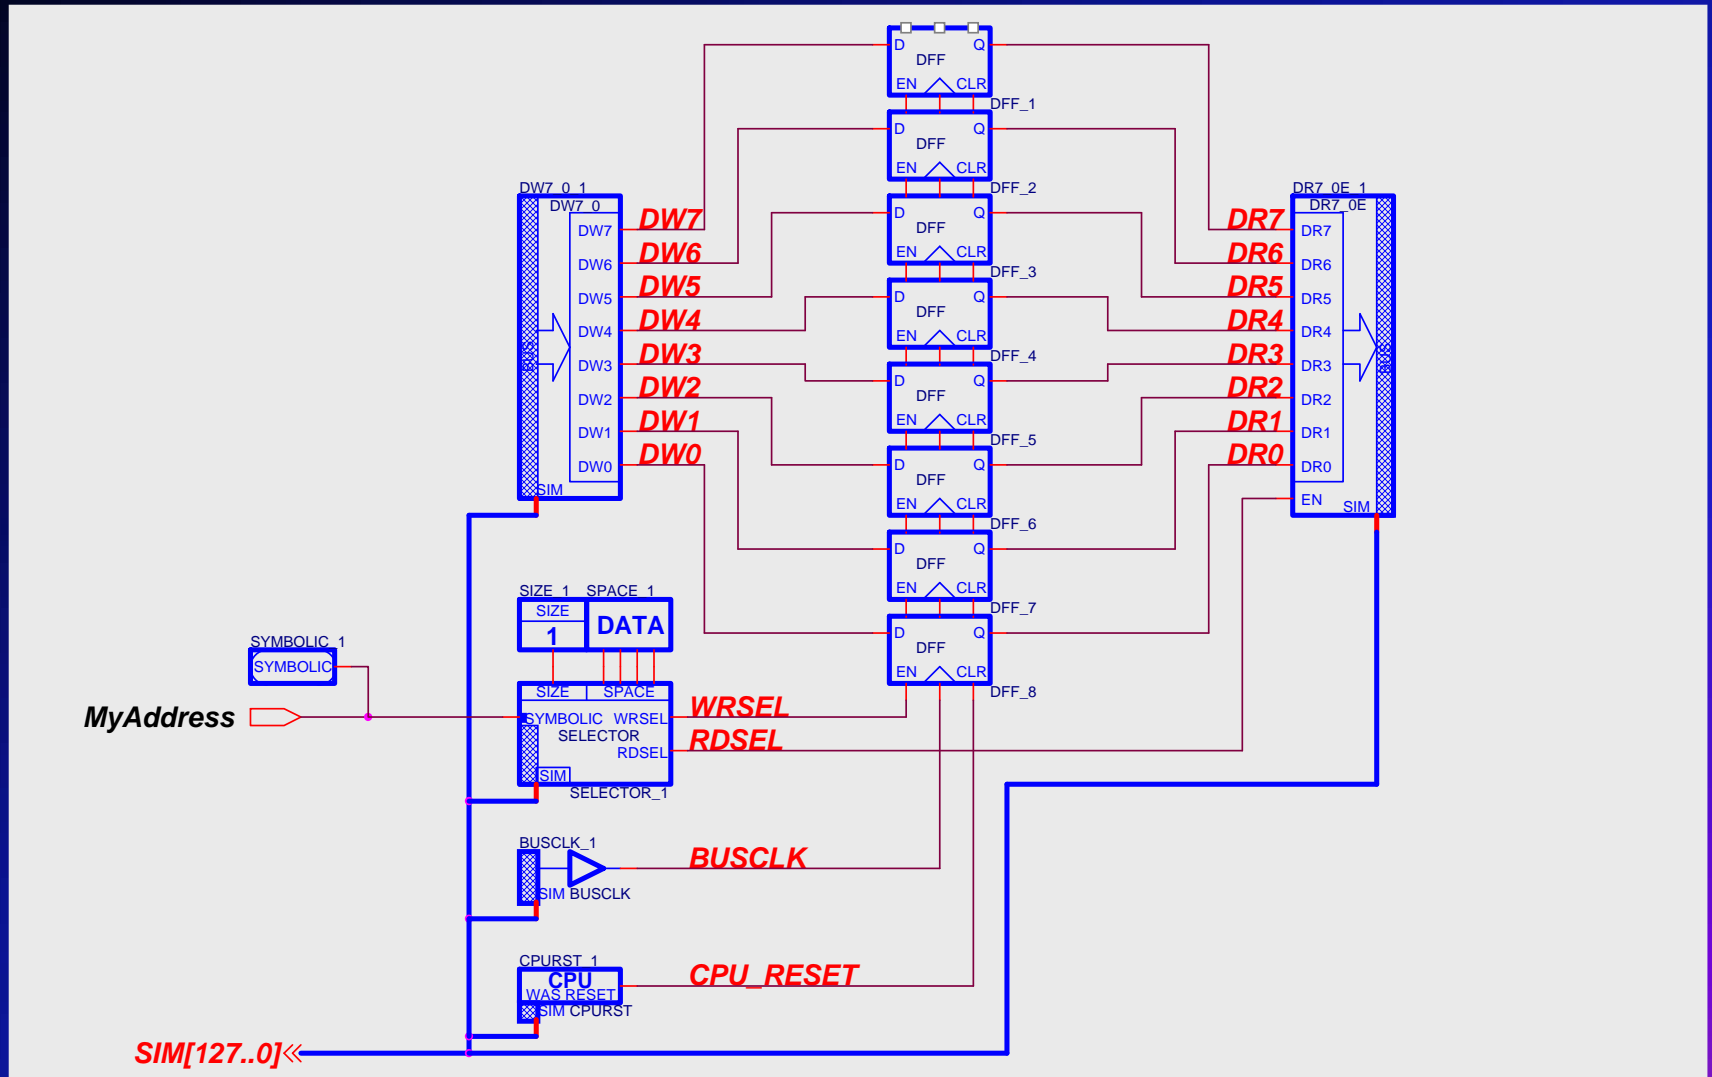 D Q
DFF
EN CLR
DFF_1
D Q
DFF
EN CLR
DFF_2
D Q
DFF
EN CLR
DFF_3
D Q
DFF
EN CLR
DFF_4
D Q
DFF
EN CLR
DFF_5
D Q
DFF
EN CLR
DFF_6
D Q
DFF
EN CLR
DFF_7
D Q
DFF
EN CLR
DFF_8
DW7_0_1
DW7_0
DW7 DW7
DW6 DW6
DW5 DW5
DW4 DW4
DW3 DW3
DW2 DW2
DW1 DW1
DW0 DW0
SIM
DR7_0E_1
DR7_0E
DR7 DR7
DR6 DR6
DR5 DR5
DR4 DR4
DR3 DR3
DR2 DR2
DR1 DR1
DR0 DR0
EN
SIM
SIZE_1 SPACE_1
SIZE
1 DATA
SYMBOLIC_1
SYMBOLIC
MyAddress
SIZE SPACE
SYMBOLIC WRSEL WRSEL
SELECTOR
RDSEL RDSEL
SIM
SELECTOR_1
BUSCLK_1
BUSCLK
SIM BUSCLK
CPURST_1
CPU
WAS RESET
CPU_RESET
SIM CPURST
SIM[127..0]